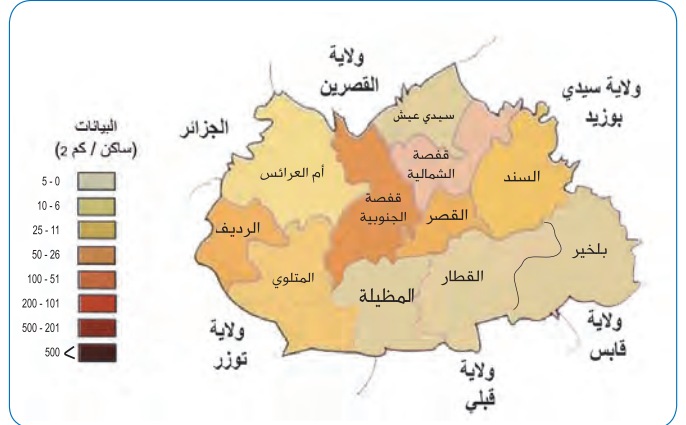 ولاية
القصرين
ولاية سيدي
بوزيد
الجزائر
البيانات
(ساكن / كم 2)
5 - 0
10 - 6
25 - 11
50 - 26
100 - 51
200 - 101
500 - 201
500 <
سيدي عيش
قفصة
الشمالية
أم العرائس
السند
قفصة
الجنوبية
القصر
الرديف
بلخير
القطار
المتلوي
المظيلة
ولاية
قابس
ولاية
توزر
ولاية
قبلي